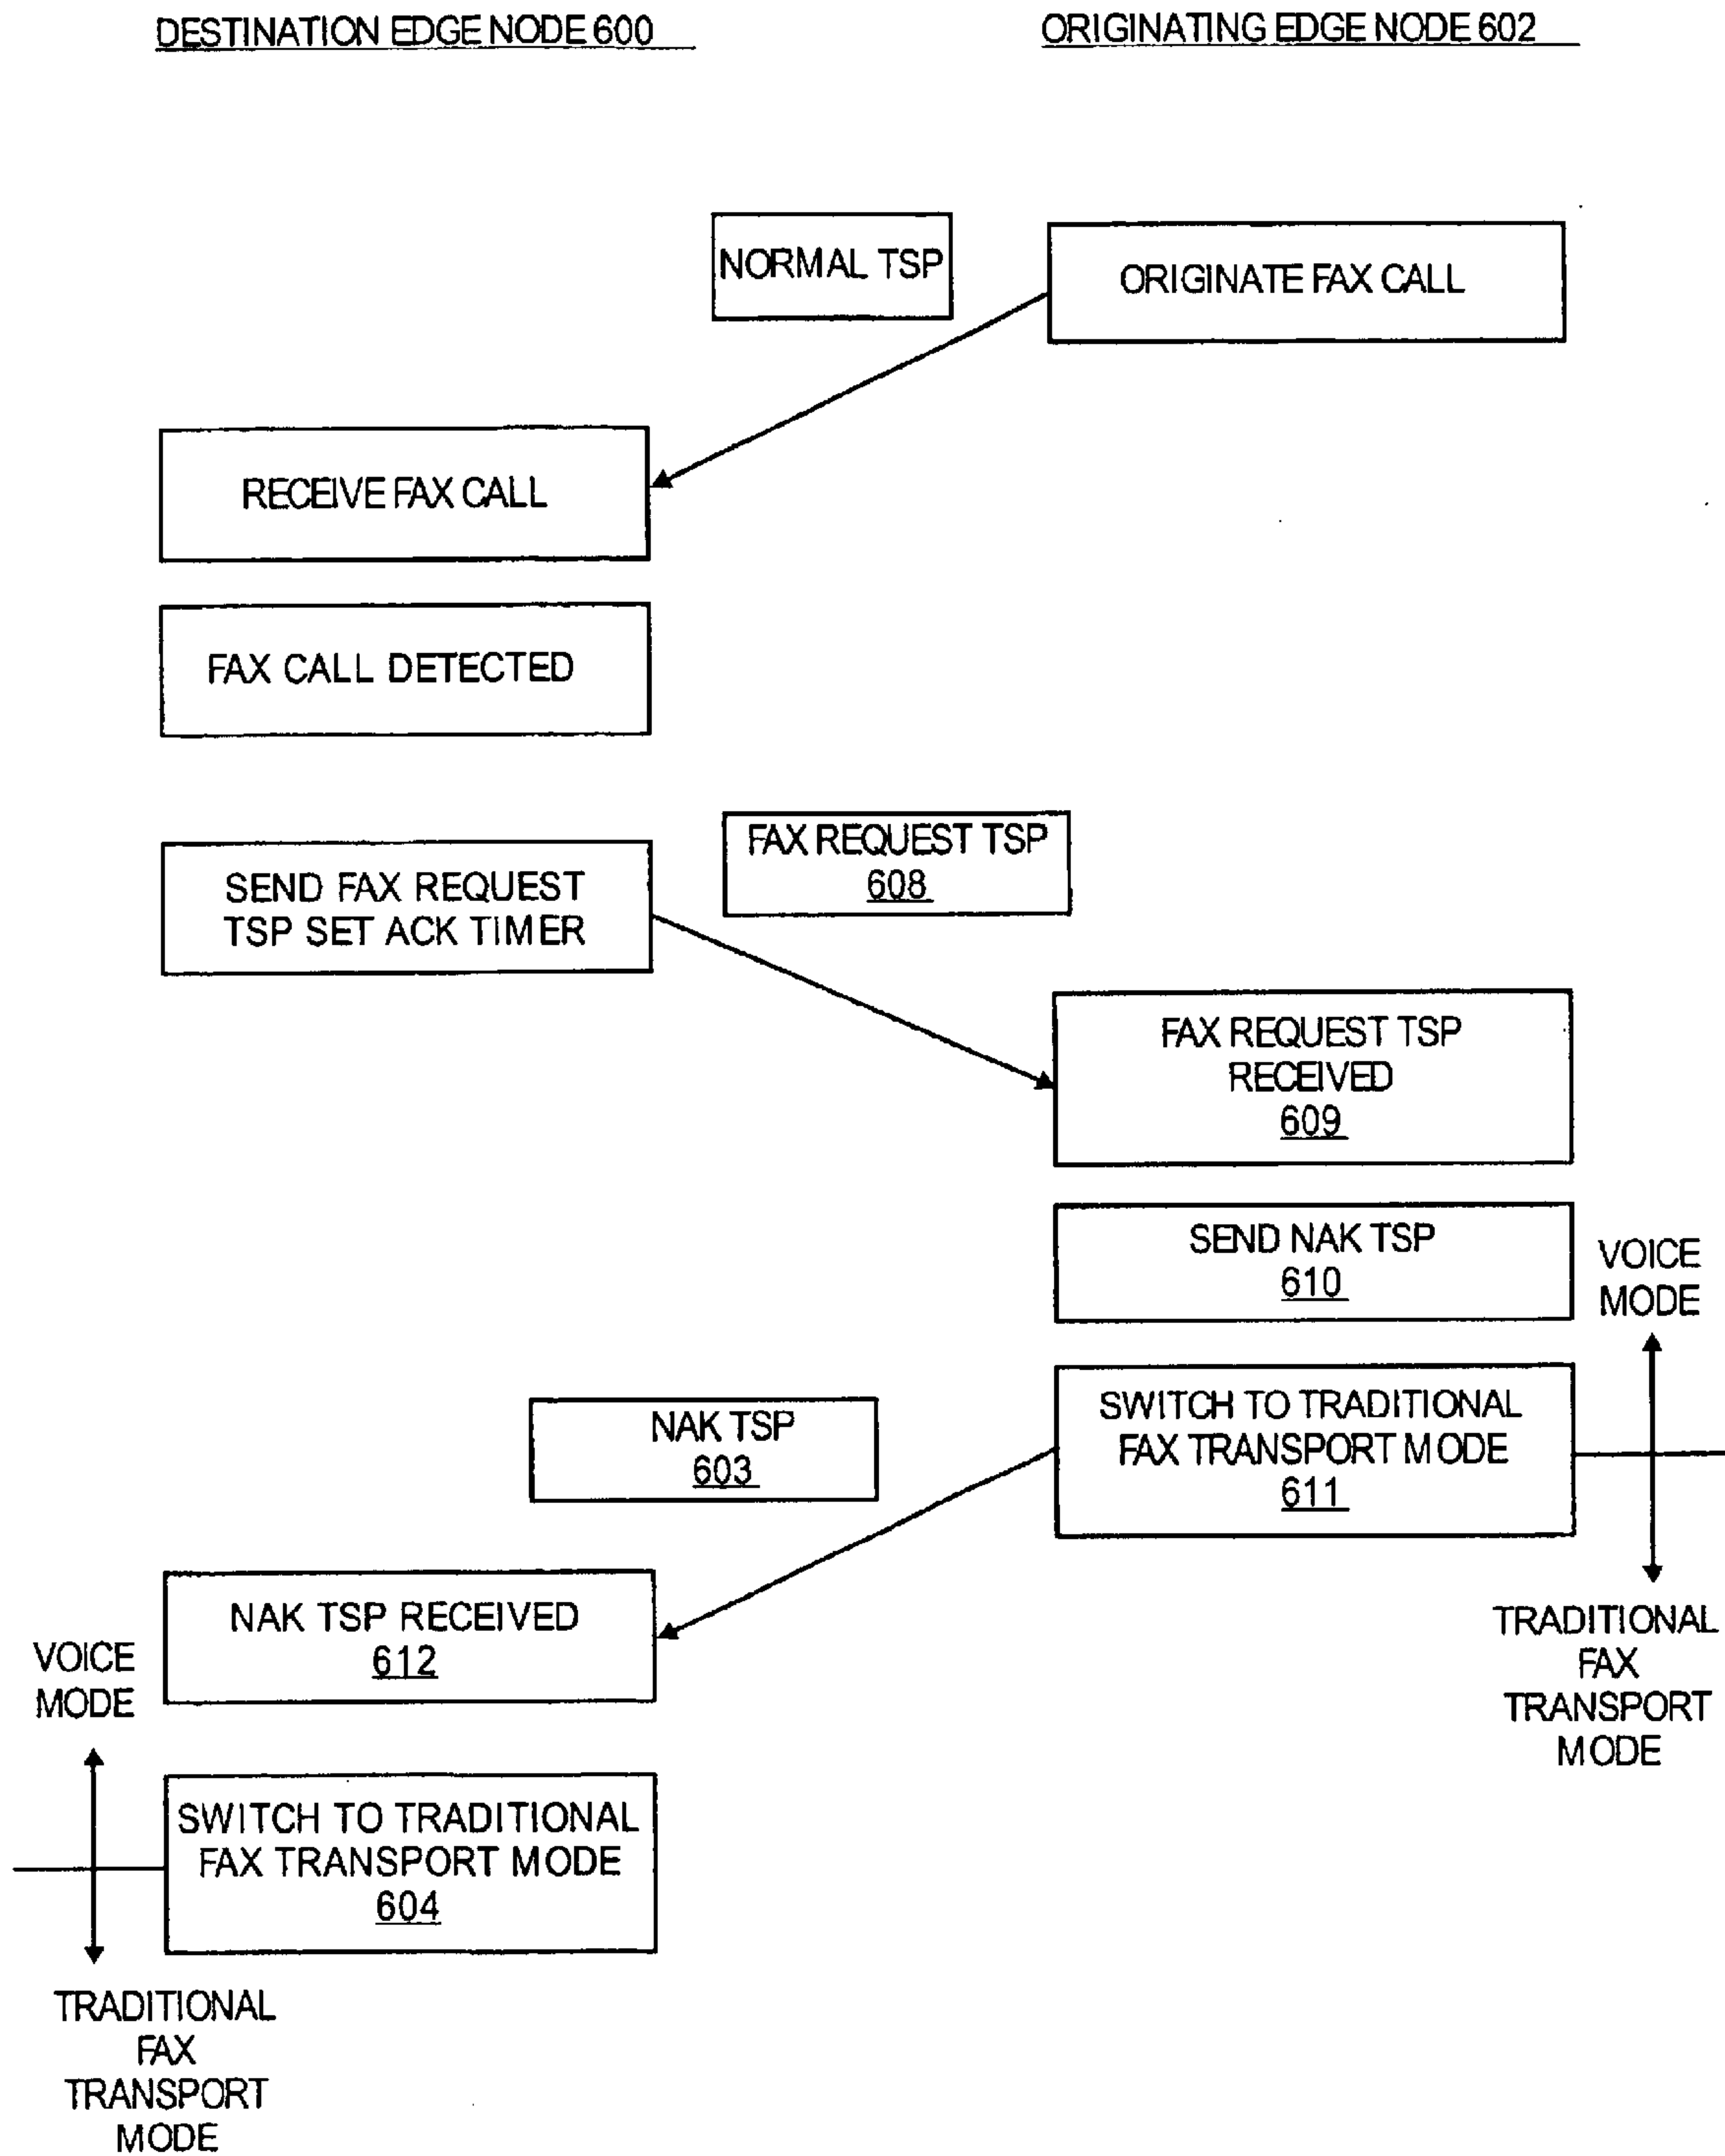 DESTINATION EDGE NODE 600
ORIGINATING EDGE NODE 602
NORMAL TSP
ORIGINATE FAX CALL
RECEIVE FAX CALL
FAX CALL DETECTED
FAX REQUEST TSP
608
SEND FAX REQUEST
TSP SET ACK TIMER
FAX REQUEST TSP
RECEIVED
609
SEND NAK TSP
610
VOICE
MODE
SWITCH TO TRADITIONAL
FAX TRANSPORT MODE
611
NAK TSP
603
TRADITIONAL
FAX
TRANSPORT
MODE
NAK TSP RECEIVED
612
VOICE
MODE
SWITCH TO TRADITIONAL
FAX TRANSPORT MODE
604
TRADITIONAL
FAX
TRANSPORT
MODE